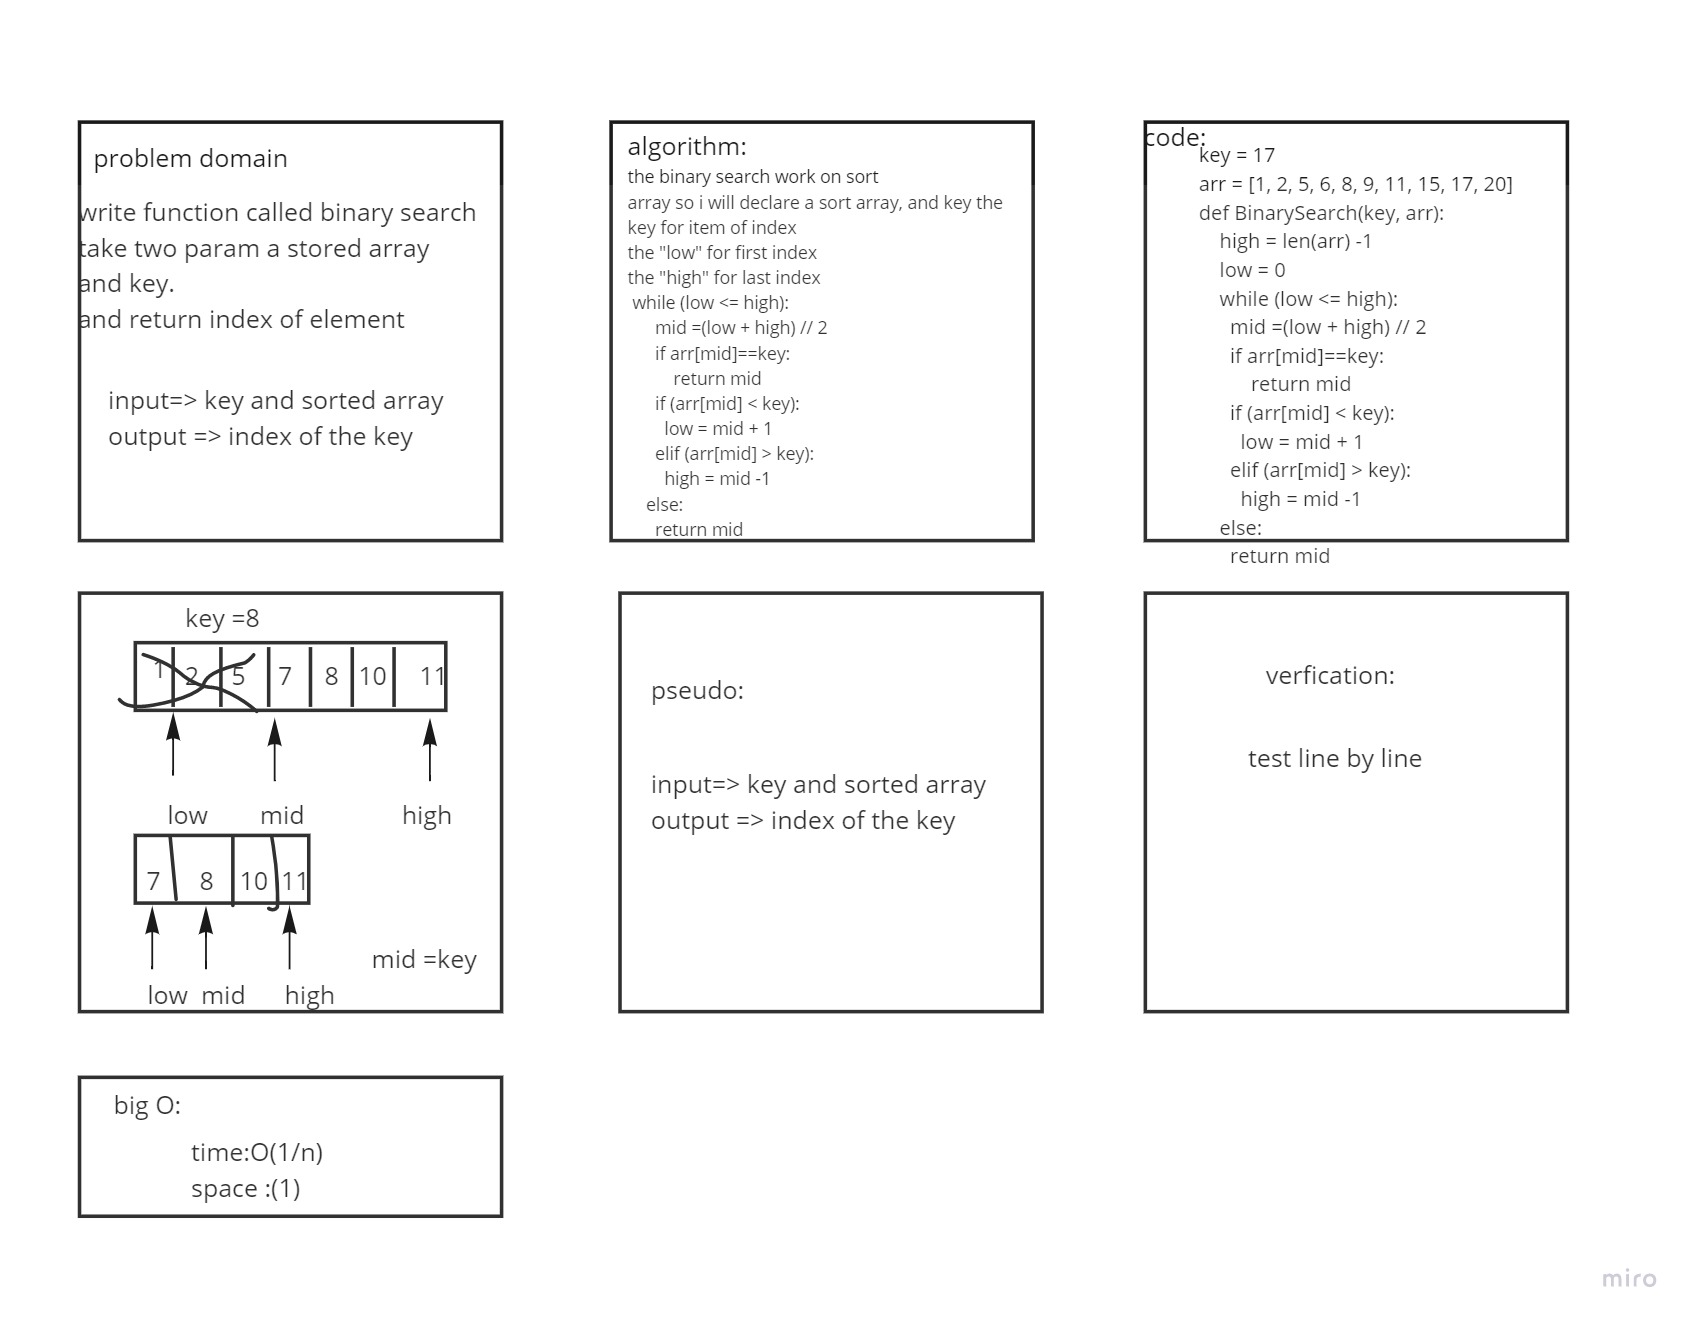 problem domain
write function called binary search
take two param a stored array
and key.
and return index of element
input=> key and sorted array
output => index of the key
algorithm:
the binary search work on sort
array so i will declare a sort array, and key the
key for item of index
the "low" for first index
the "high" for last index
while (low <= high):
mid =(low + high) // 2
if arr[mid]==key:
return mid
if (arr[mid] < key):
low = mid + 1
elif (arr[mid] > key):
high = mid -1
else:
return mid
code:
key = 17
arr = [1, 2, 5, 6, 8, 9, 11, 15, 17, 20]
def BinarySearch(key, arr):
high = len(arr) -1
low = 0
while (low <= high):
mid =(low + high) // 2
if arr[mid]==key:
return mid
if (arr[mid] < key):
low = mid + 1
elif (arr[mid] > key):
high = mid -1
else:
return mid
key =8
1 2 5 7 8 10 11
low mid high
7 8 10 11
mid =key
low mid high
pseudo:
input=> key and sorted array
output => index of the key
verfication:
test line by line
big O:
time:O(1/n)
space :(1)
miro